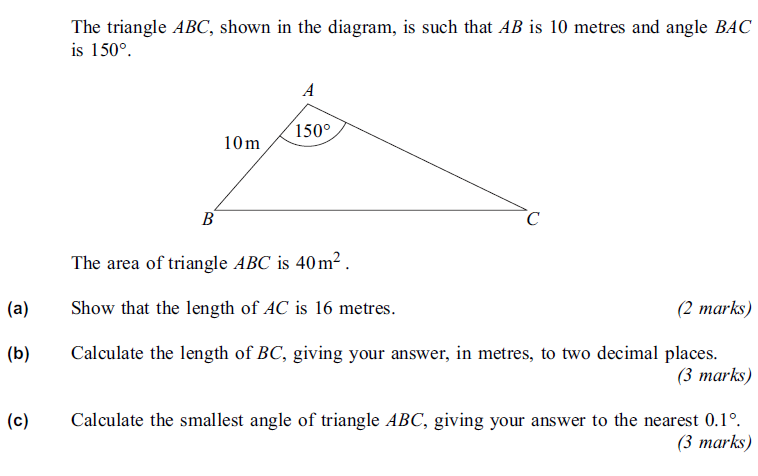 The triangle ABC, shown in the diagram, is such that AB is 10 metres and angle BAC
is 150°.
A
150°
10 m
B
C
The area of triangle ABC is 40 m².
(a) Show that the length of AC is 16 metres. (2 marks)
(b) Calculate the length of BC, giving your answer, in metres, to two decimal places.
(3 marks)
(c) Calculate the smallest angle of triangle ABC, giving your answer to the nearest 0.1°.
(3 marks)